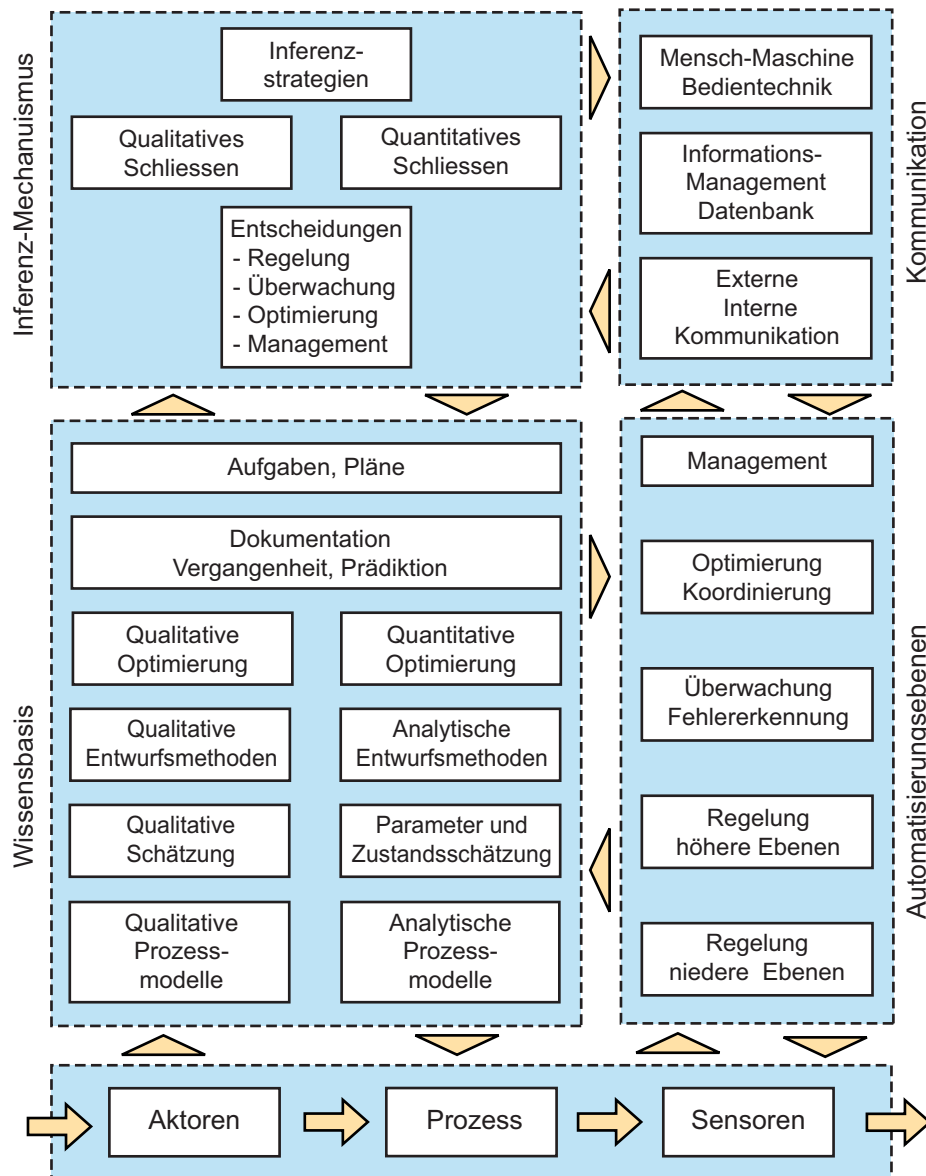 Inferenz-Mechanuismus
Inferenz-
strategien
Qualitatives
Schliessen
Quantitatives
Schliessen
Entscheidungen
- Regelung
- Überwachung
- Optimierung
- Management
Mensch-Maschine
Bedientechnik
Informations-
Management
Datenbank
Externe
Interne
Kommunikation
Kommunikation
Wissensbasis
Aufgaben, Pläne
Dokumentation
Vergangenheit, Prädiktion
Qualitative
Optimierung
Quantitative
Optimierung
Qualitative
Entwurfsmethoden
Analytische
Entwurfsmethoden
Qualitative
Schätzung
Parameter und
Zustandsschätzung
Qualitative
Prozess-
modelle
Analytische
Prozess-
modelle
Management
Optimierung
Koordinierung
Überwachung
Fehlererkennung
Regelung
höhere Ebenen
Regelung
niedere Ebenen
Automatisierungsebenen
Aktoren
Prozess
Sensoren